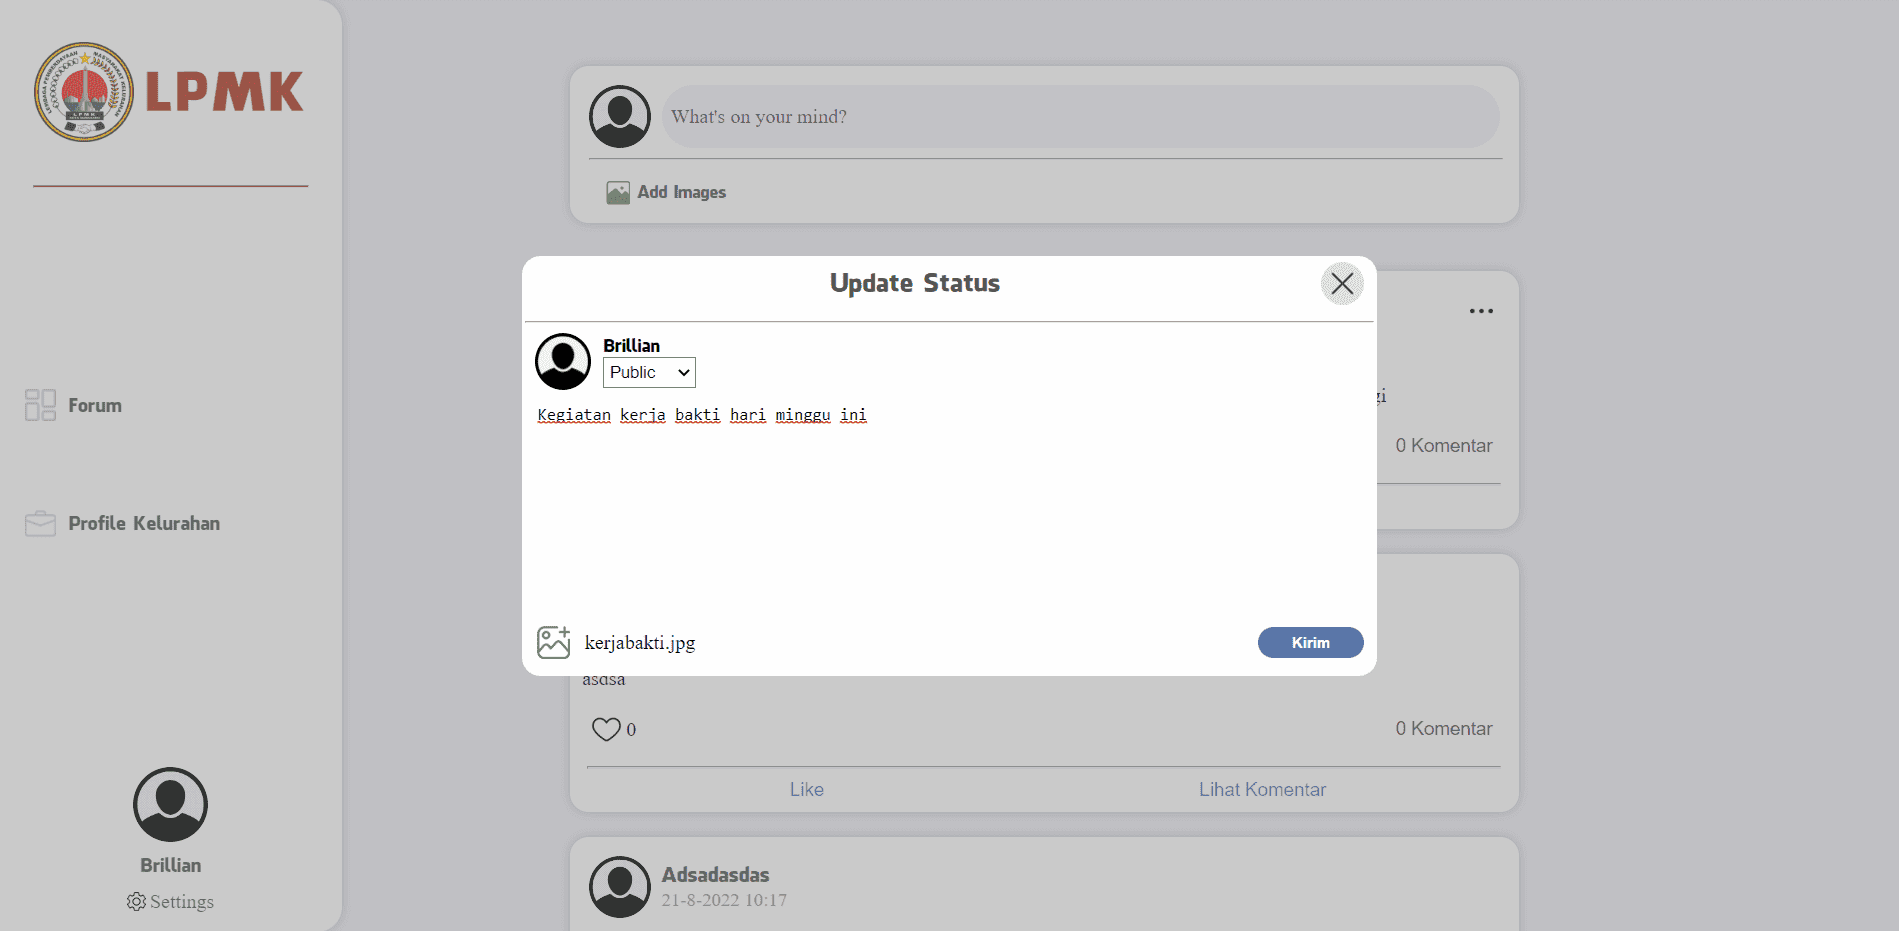 LPMK
Forum
Profile Kelurahan
Brillian
Settings
What's on your mind?
Add Images
Update Status
Brillian
Public
Kegiatan kerja bakti hari minggu ini
kerjabakti.jpg
Kirim
gi
0 Komentar
asdsa
0
0 Komentar
Like
Lihat Komentar
Adsadasdas
21-8-2022 10:17